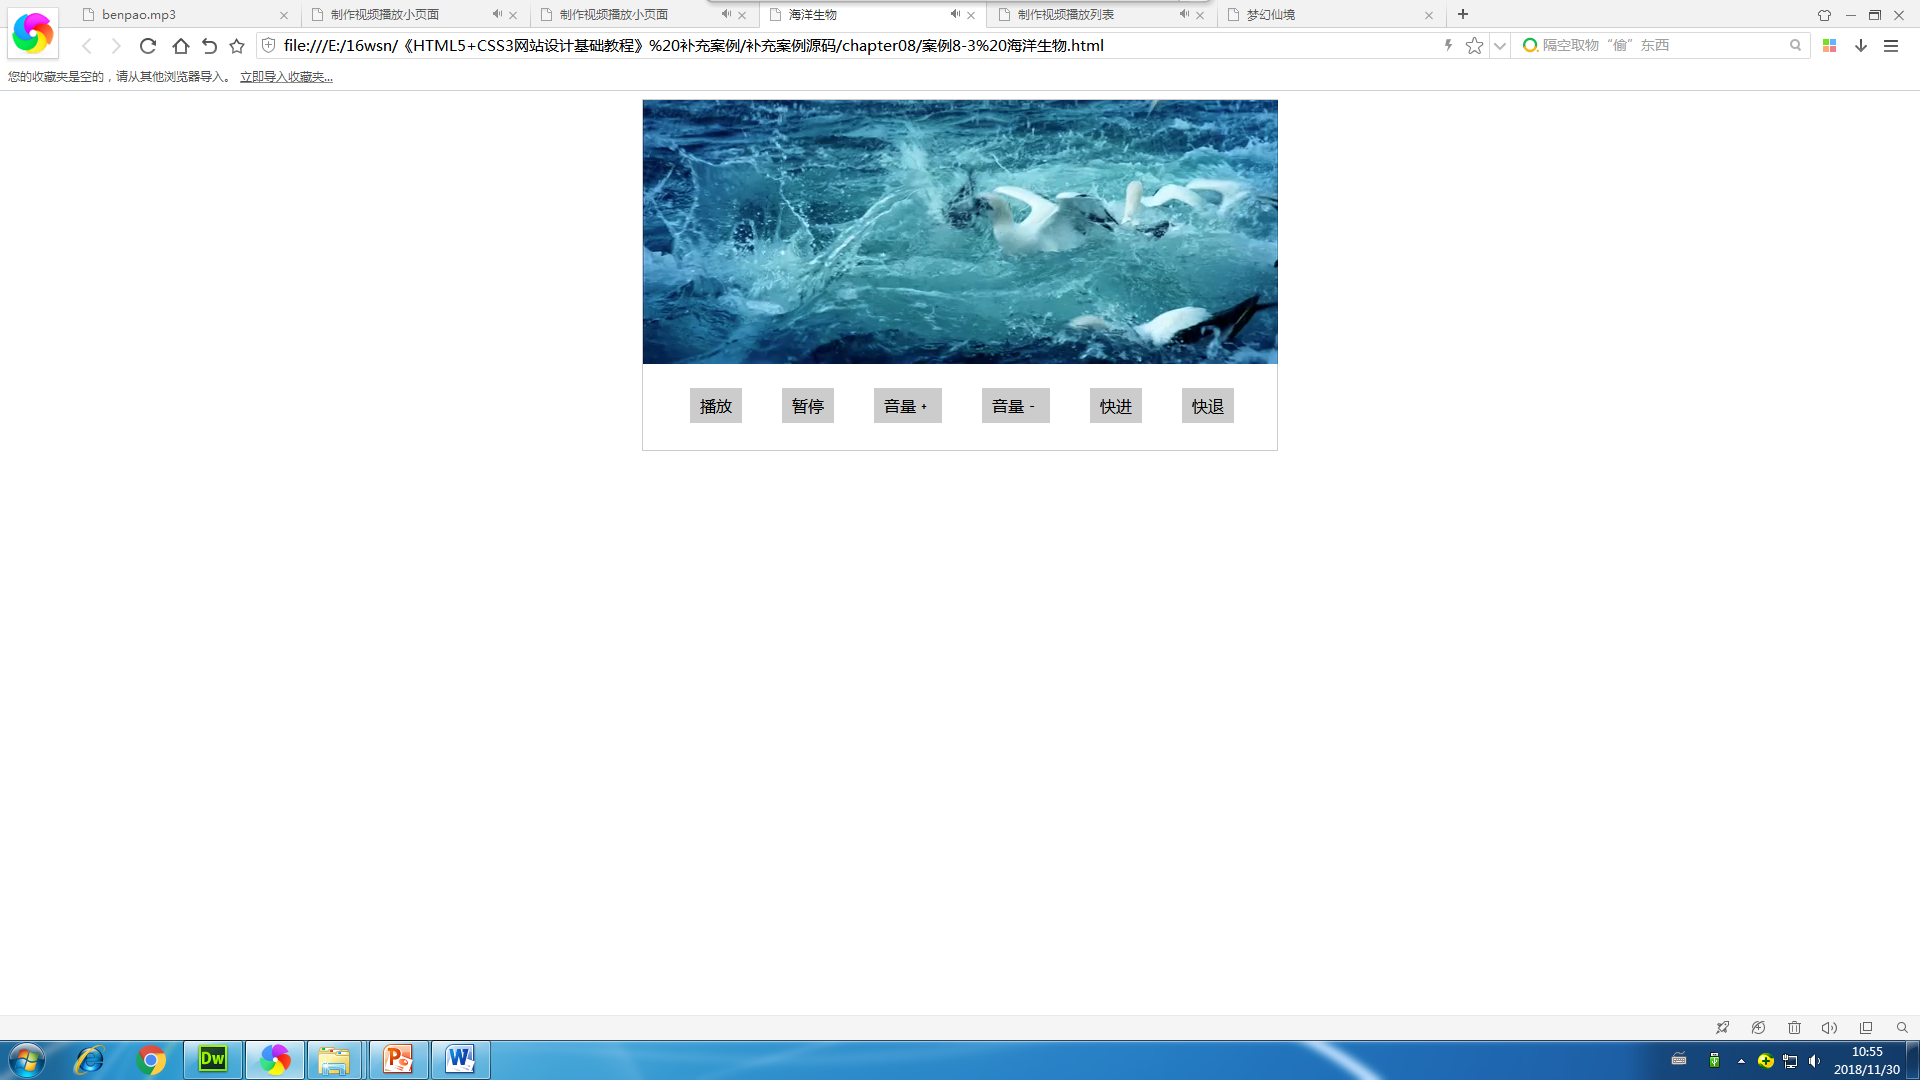 benpao.mp3
制作视频播放小页面
制作视频播放小页面
海洋生物
制作视频播放列表
梦幻仙境
file:///E:/16wsn/《HTML5+CSS3网站设计基础教程》%20补充案例/补充案例源码/chapter08/案例8-3%20海洋生物.html
隔空取物“偷”东西
您的收藏夹是空的，请从其他浏览器导入。 立即导入收藏夹...
播放
暂停
音量 +
音量 -
快进
快退
Dw
P
W
10:55
2018/11/30